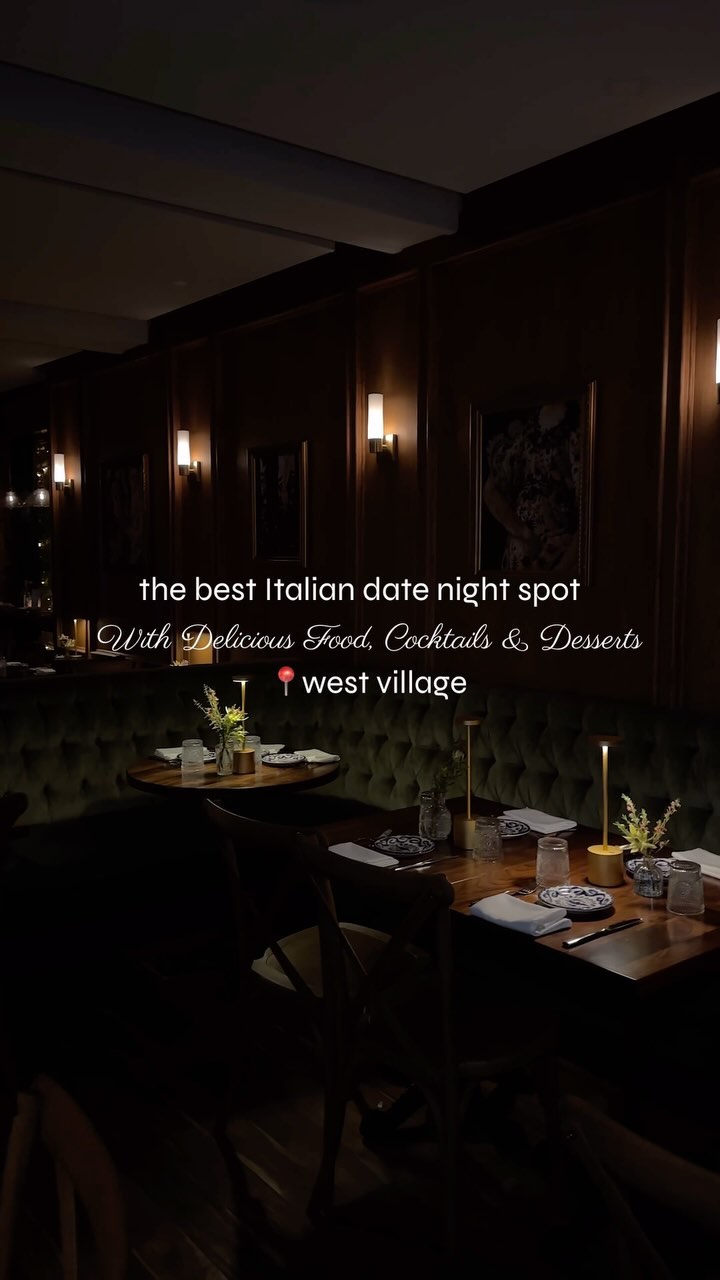 the best Italian date night spot
With Delicious Food, Cocktails & Desserts
📍west village